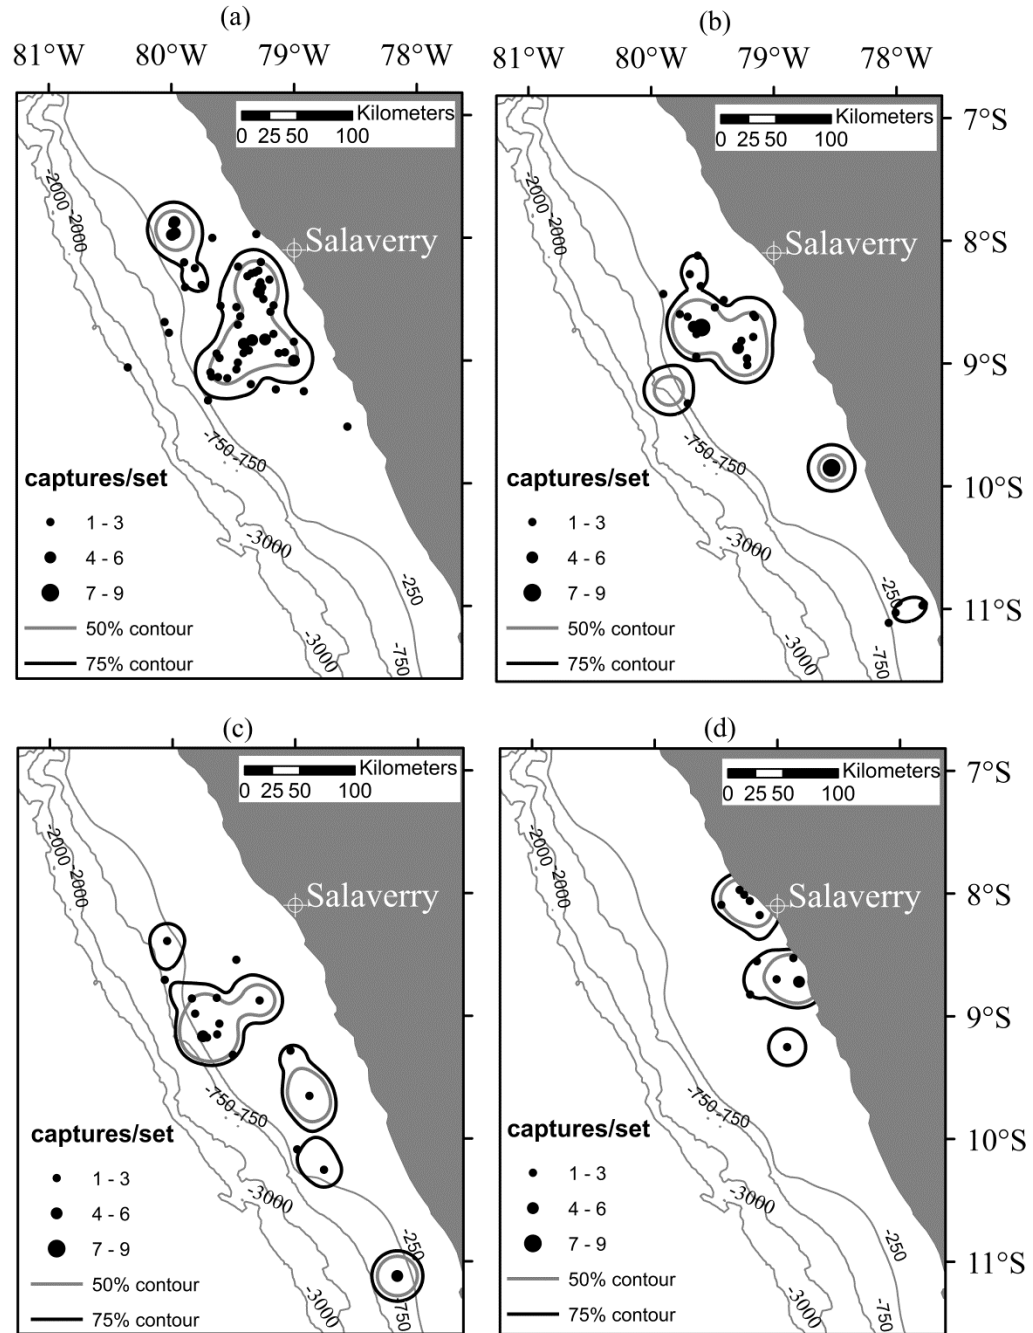 (a)
81°W 80°W 79°W 78°W
Kilometers
0 25 50 100
-2000
-2000
Salaverry
-750
-750
captures/set
1 - 3
4 - 6
7 - 9
50% contour
75% contour
-3000
-250
-3000
-750
(b)
81°W 80°W 79°W 78°W
Kilometers
0 25 50 100
7°S
8°S
9°S
10°S
11°S
-2000
-2000
Salaverry
-750
-750
captures/set
1 - 3
4 - 6
7 - 9
50% contour
75% contour
-3000
-250
-3000
-750
(c)
Kilometers
0 25 50 100
-2000
-2000
Salaverry
-750
-750
captures/set
1 - 3
4 - 6
7 - 9
50% contour
75% contour
-3000
-250
-3000
-750
(d)
Kilometers
0 25 50 100
7°S
8°S
9°S
10°S
11°S
-2000
-2000
Salaverry
-750
-750
captures/set
1 - 3
4 - 6
7 - 9
50% contour
75% contour
-3000
-250
-3000
-750